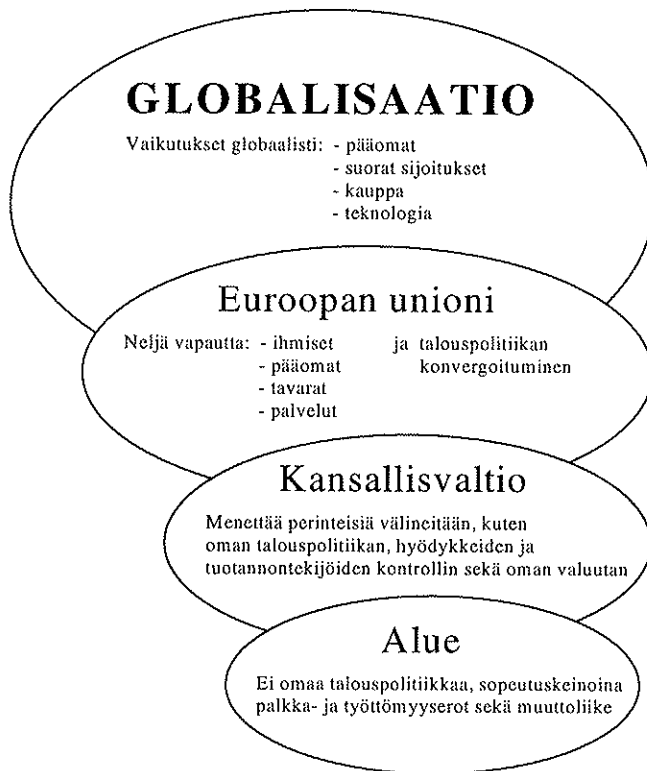 GLOBALISAATIO
Vaikutukset globaalisti: - pääomat
- suorat sijoitukset
- kauppa
- teknologia
Euroopan unioni
Neljä vapautta: - ihmiset ja talouspolitiikan
- pääomat konvergoituminen
- tavarat
- palvelut
Kansallisvaltio
Menettää perinteisiä välineitään, kuten
oman talouspolitiikan, hyödykkeiden ja
tuotannontekijöiden kontrollin sekä oman valuutan
Alue
Ei omaa talouspolitiikkaa, sopeutuskeinoina
palkka- ja työttömyyserot sekä muuttoliike